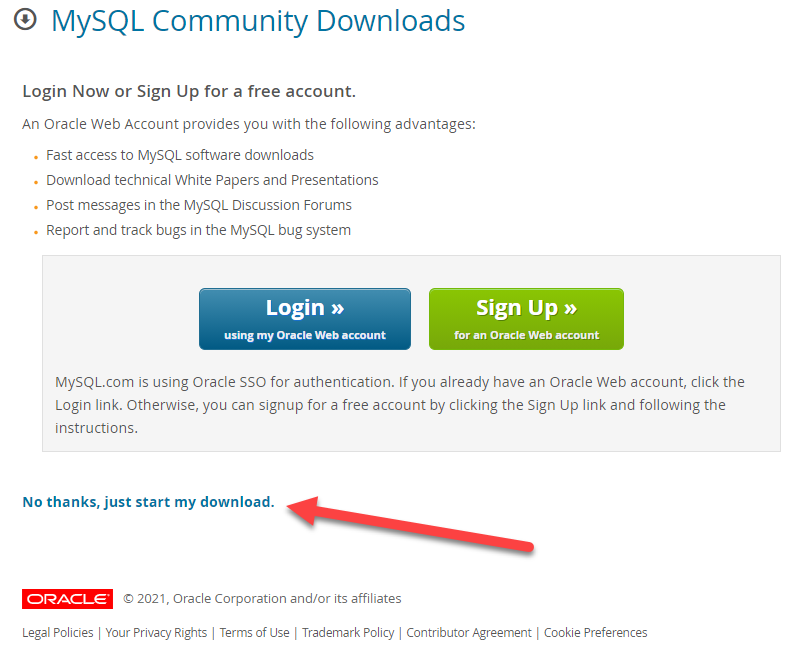 MySQL Community Downloads
Login Now or Sign Up for a free account.
An Oracle Web Account provides you with the following advantages:
Fast access to MySQL software downloads
Download technical White Papers and Presentations
Post messages in the MySQL Discussion Forums
Report and track bugs in the MySQL bug system
Login »
using my Oracle Web account
Sign Up »
for an Oracle Web account
MySQL.com is using Oracle SSO for authentication. If you already have an Oracle Web account, click the
Login link. Otherwise, you can signup for a free account by clicking the Sign Up link and following the
instructions.
No thanks, just start my download.
ORACLE © 2021, Oracle Corporation and/or its affiliates
Legal Policies | Your Privacy Rights | Terms of Use | Trademark Policy | Contributor Agreement | Cookie Preferences